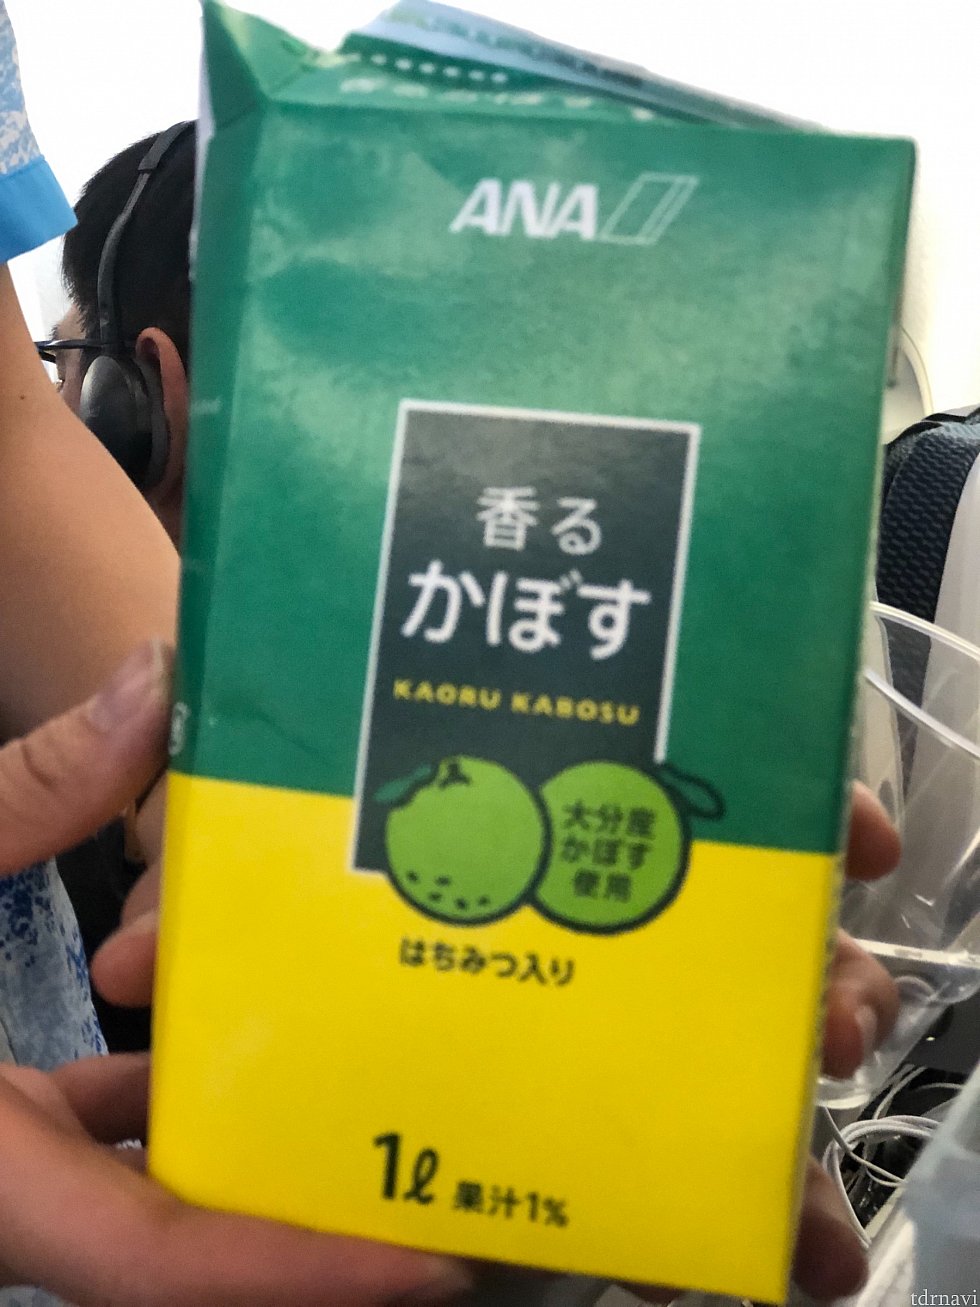 ANA
香る
かぼす
KAORU KABOSU
大分産
かぼす
使用
はちみつ入り
1ℓ 果汁1%
tdrnavi